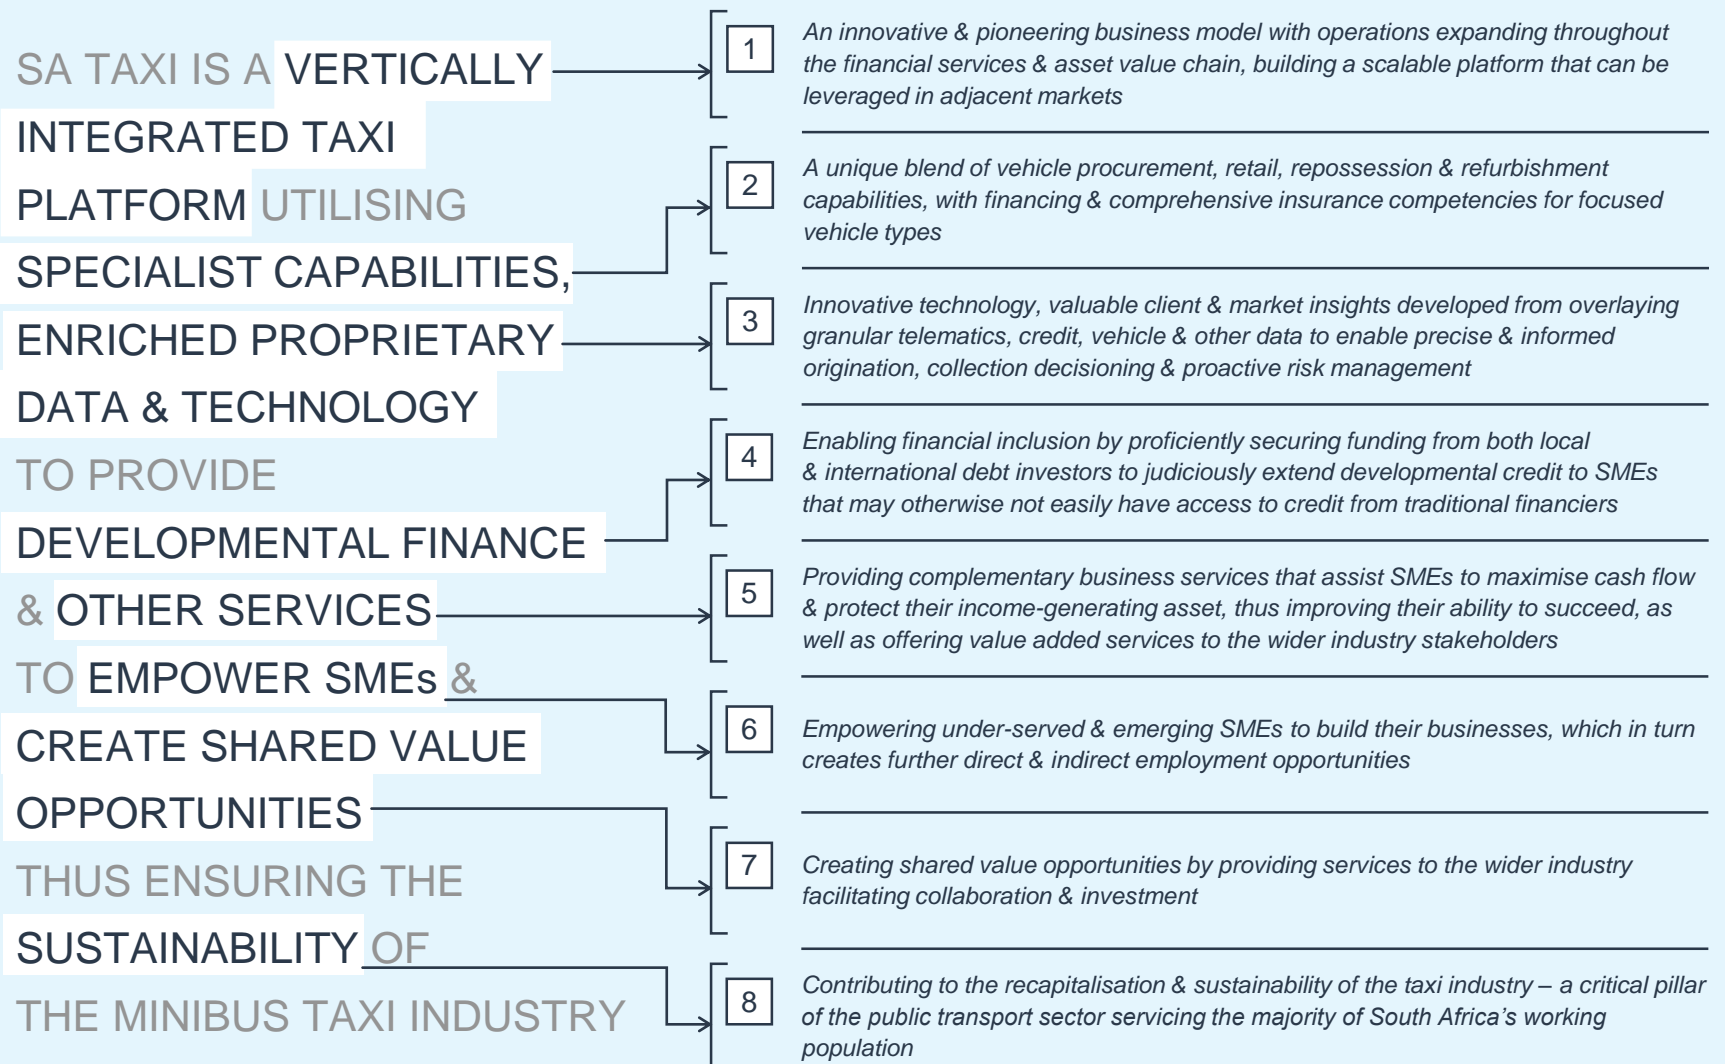 SA TAXI IS A VERTICALLY
INTEGRATED TAXI
PLATFORM UTILISING
SPECIALIST CAPABILITIES,
ENRICHED PROPRIETARY
DATA & TECHNOLOGY
TO PROVIDE
DEVELOPMENTAL FINANCE
& OTHER SERVICES
TO EMPOWER SMEs &
CREATE SHARED VALUE
OPPORTUNITIES
THUS ENSURING THE
SUSTAINABILITY OF
THE MINIBUS TAXI INDUSTRY
1
An innovative & pioneering business model with operations expanding throughout
the financial services & asset value chain, building a scalable platform that can be
leveraged in adjacent markets
2
A unique blend of vehicle procurement, retail, repossession & refurbishment
capabilities, with financing & comprehensive insurance competencies for focused
vehicle types
3
Innovative technology, valuable client & market insights developed from overlaying
granular telematics, credit, vehicle & other data to enable precise & informed
origination, collection decisioning & proactive risk management
4
Enabling financial inclusion by proficiently securing funding from both local
& international debt investors to judiciously extend developmental credit to SMEs
that may otherwise not easily have access to credit from traditional financiers
5
Providing complementary business services that assist SMEs to maximise cash flow
& protect their income-generating asset, thus improving their ability to succeed, as
well as offering value added services to the wider industry stakeholders
6
Empowering under-served & emerging SMEs to build their businesses, which in turn
creates further direct & indirect employment opportunities
7
Creating shared value opportunities by providing services to the wider industry
facilitating collaboration & investment
8
Contributing to the recapitalisation & sustainability of the taxi industry – a critical pillar
of the public transport sector servicing the majority of South Africa’s working
population